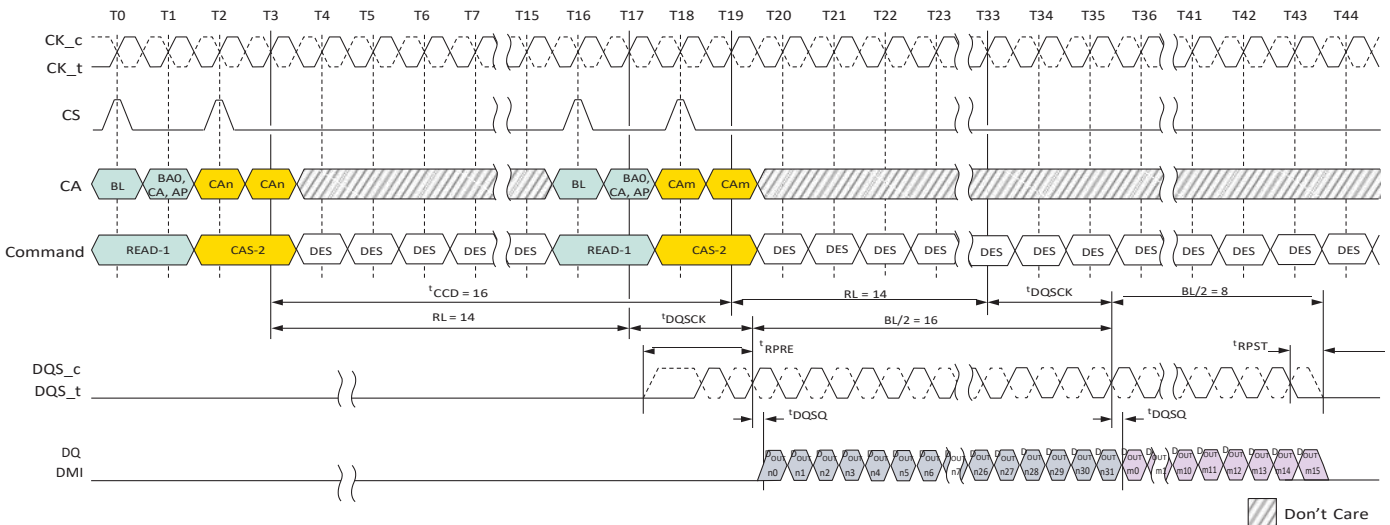 T0 T1 T2 T3 T4 T5 T6 T7 T15 T16 T17 T18 T19 T20 T21 T22 T23 T33 T34 T35 T36 T41 T42 T43 T44
CK_c
CK_t
CS
CA BL BA0, CA, AP CAn CAn BL BA0, CA, AP CAm CAm
Command READ-1 CAS-2 DES DES DES DES DES READ-1 CAS-2 DES DES DES DES DES DES DES DES DES DES DES DES
tCCD = 16 RL = 14 tDQSCK BL/2 = 8
RL = 14 tDQSCK BL/2 = 16
tRPRE tRPST
DQS_c
DQS_t
tDQSQ tDQSQ
DQ DOUT DOUT DOUT DOUT DOUT DOUT DOUT DOUT DOUT DOUT DOUT DOUT DOUT DOUT DOUT DOUT DOUT DOUT DOUT DOUT DOUT DOUT
DMI n0 n1 n2 n3 n4 n5 n6 n7 n26 n27 n28 n29 n30 n31 m0 m1 m10 m11 m12 m13 m14 m15
Don't Care